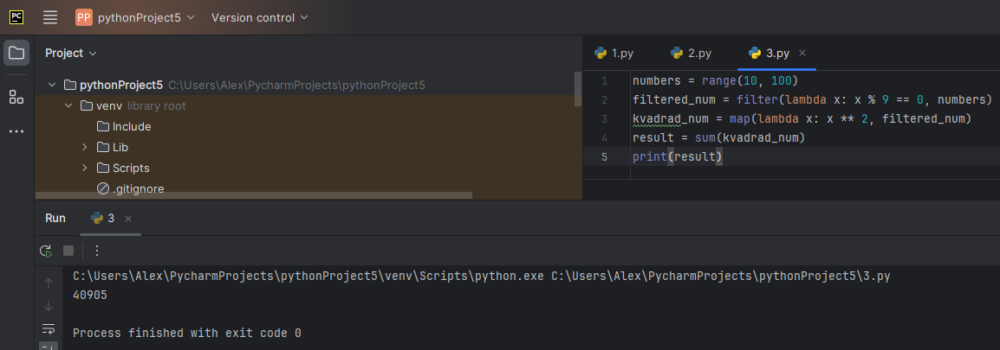 PC PP pythonProject5 Version control
Project
pythonProject5 C:\Users\Alex\PycharmProjects\pythonProject5
venv library root
Include
Lib
Scripts
.gitignore
1.py 2.py 3.py
1 numbers = range(10, 100)
2 filtered_num = filter(lambda x: x % 9 == 0, numbers)
3 kvadrad_num = map(lambda x: x ** 2, filtered_num)
4 result = sum(kvadrad_num)
5 print(result)
Run 3
C:\Users\Alex\PycharmProjects\pythonProject5\venv\Scripts\python.exe C:\Users\Alex\PycharmProjects\pythonProject5\3.py
40905
Process finished with exit code 0